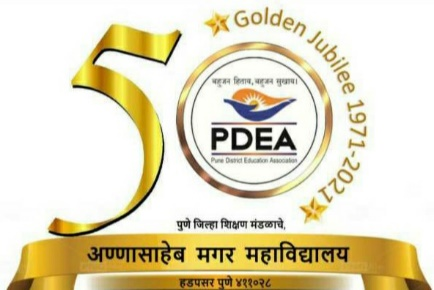 50
Golden Jubilee 1971-2021
बहुजन हिताय, बहुजन सुखाय।
PDEA
Pune District Education Association
पुणे जिल्हा शिक्षण मंडळाचे,
अण्णासाहेब मगर महाविद्यालय
हडपसर पुणे ४११०२८